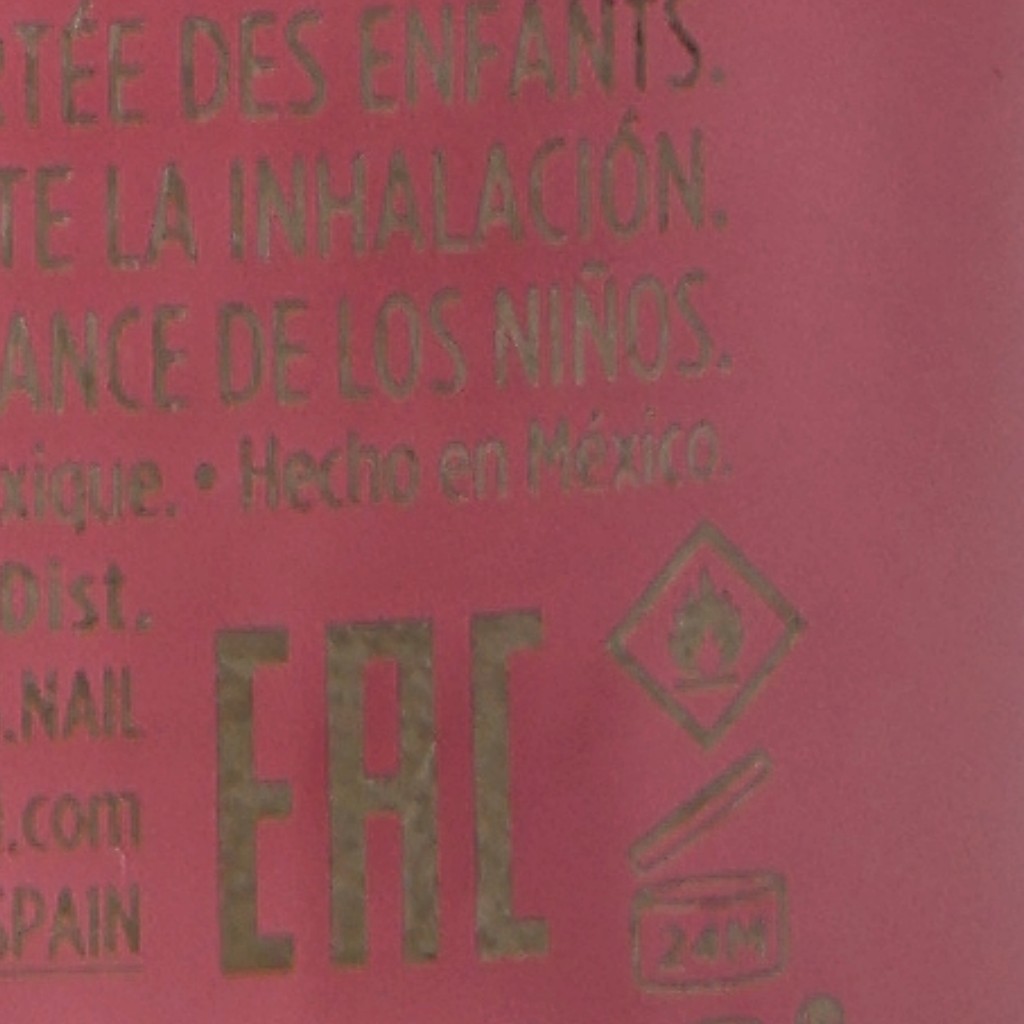 RTÉE DES ENFANTS.
TE LA INHALACIÓN.
ANCE DE LOS NIÑOS.
xique. • Hecho en México.
Dist.
.NAIL
.com
SPAIN
EAC
24M